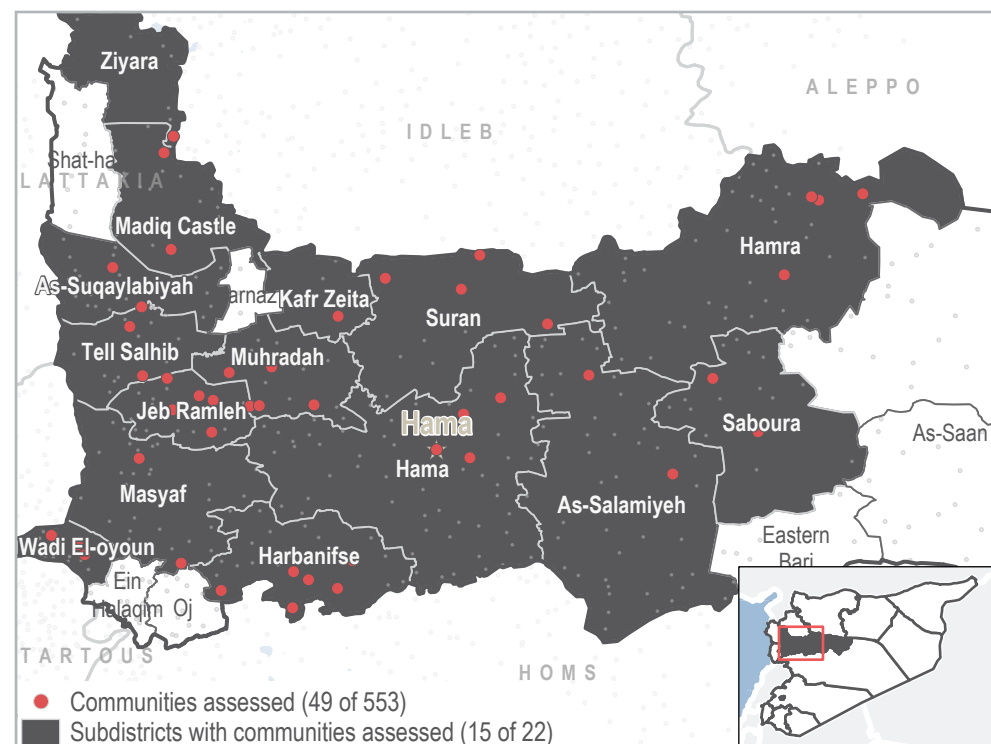 Ziyara
ALEPPO
IDLEB
Shat-ha
LATTAKIA
Madiq Castle
Hamra
As-Suqaylabiyah
arnaz
Kafr Zeita
Suran
Tell Salhib
Muhradah
Jeb Ramleh
Hama
Saboura
As-Saan
Hama
Masyaf
As-Salamiyeh
Wadi El-oyoun
Harbanifse
Eastern
Bari
Ein
Halaqim
Oj
TARTOUS
HOMS
Communities assessed (49 of 553)
Subdistricts with communities assessed (15 of 22)